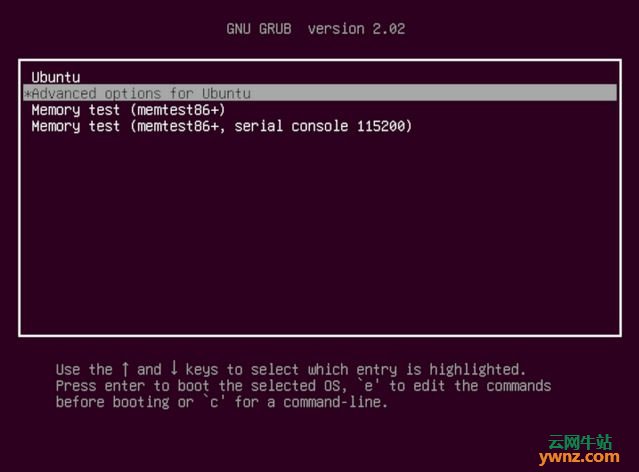 GNU GRUB  version 2.02
Ubuntu
*Advanced options for Ubuntu
Memory test (memtest86+)
Memory test (memtest86+, serial console 115200)
Use the ↑ and ↓ keys to select which entry is highlighted.
Press enter to boot the selected OS, `e' to edit the commands
before booting or `c' for a command-line.
云网牛站
ywnz.com